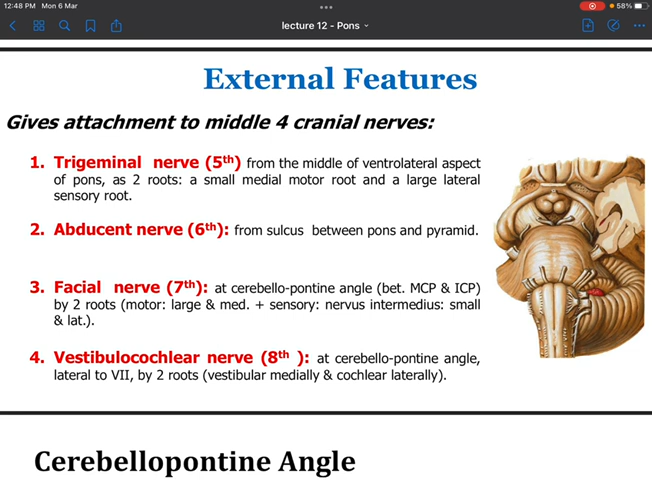 12:48 PM Mon 6 Mar
58%
lecture 12 - Pons
External Features
Gives attachment to middle 4 cranial nerves:
1. Trigeminal nerve (5th) from the middle of ventrolateral aspect
of pons, as 2 roots: a small medial motor root and a large lateral
sensory root.
2. Abducent nerve (6th): from sulcus between pons and pyramid.
3. Facial nerve (7th): at cerebello-pontine angle (bet. MCP & ICP)
by 2 roots (motor: large & med. + sensory: nervus intermedius: small
& lat.).
4. Vestibulocochlear nerve (8th ): at cerebello-pontine angle,
lateral to VII, by 2 roots (vestibular medially & cochlear laterally).
Cerebellopontine Angle